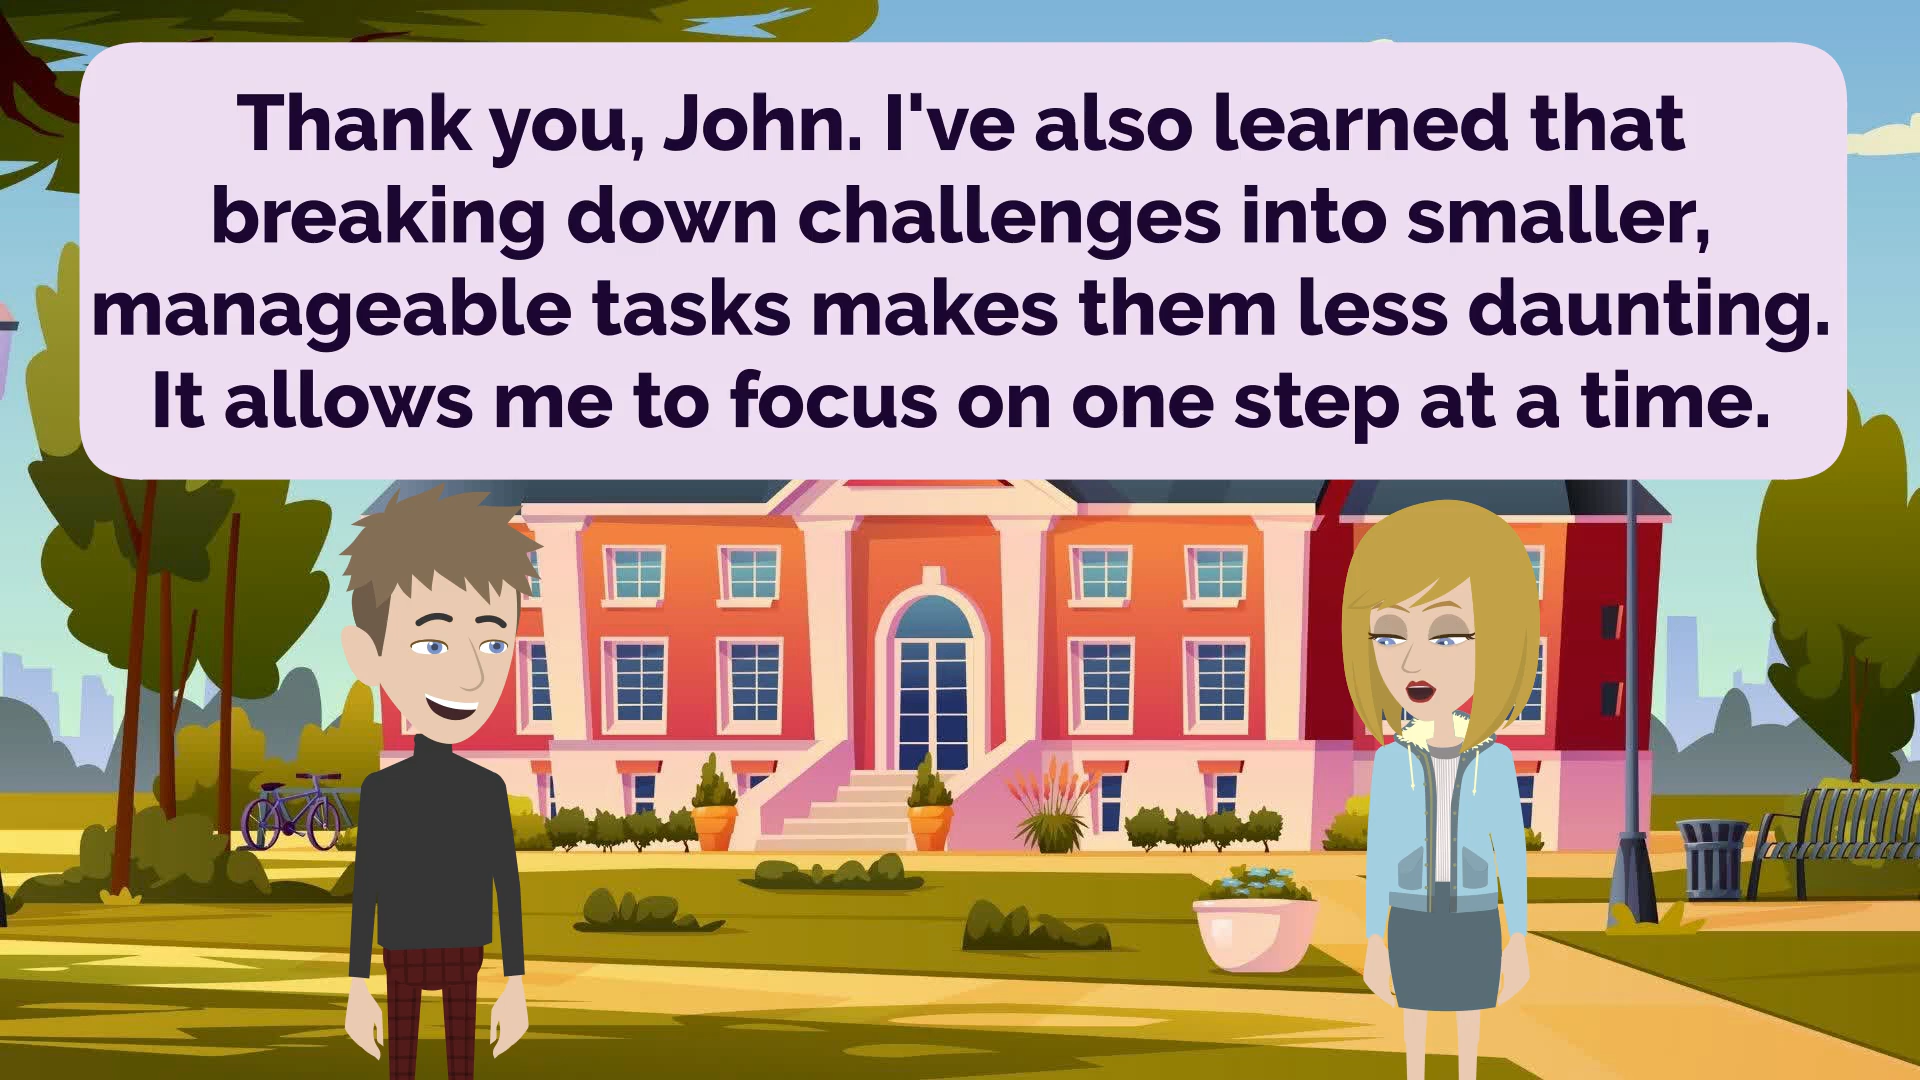 Thank you, John. I've also learned that
breaking down challenges into smaller,
manageable tasks makes them less daunting.
It allows me to focus on one step at a time.